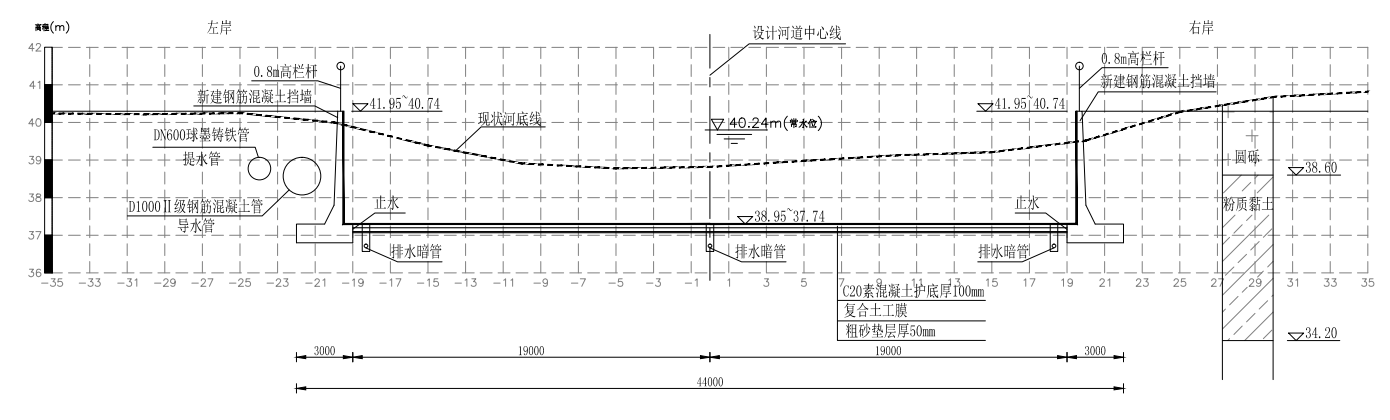 高程(m)
左岸
右岸
设计河道中心线
42
41
40
39
38
37
36
0.8m高栏杆
新建钢筋混凝土挡墙
41.95~40.74
现状河底线
40.24m(常水位)
41.95~40.74
0.8m高栏杆
新建钢筋混凝土挡墙
DN600球墨铸铁管
提水管
D1000Ⅱ级钢筋混凝土管
导水管
止水
38.95~37.74
止水
圆砾
38.60
粉质黏土
排水暗管
排水暗管
排水暗管
-35 -33 -31 -29 -27 -25 -23 -21 -19 -17 -15 -13 -11 -9 -7 -5 -3 -1 1 3 5 7 9 11 13 15 17 19 21 23 25 27 29 31 33 35
C20素混凝土护底厚100mm
复合土工膜
粗砂垫层厚50mm
34.20
3000 19000 19000 3000
44000